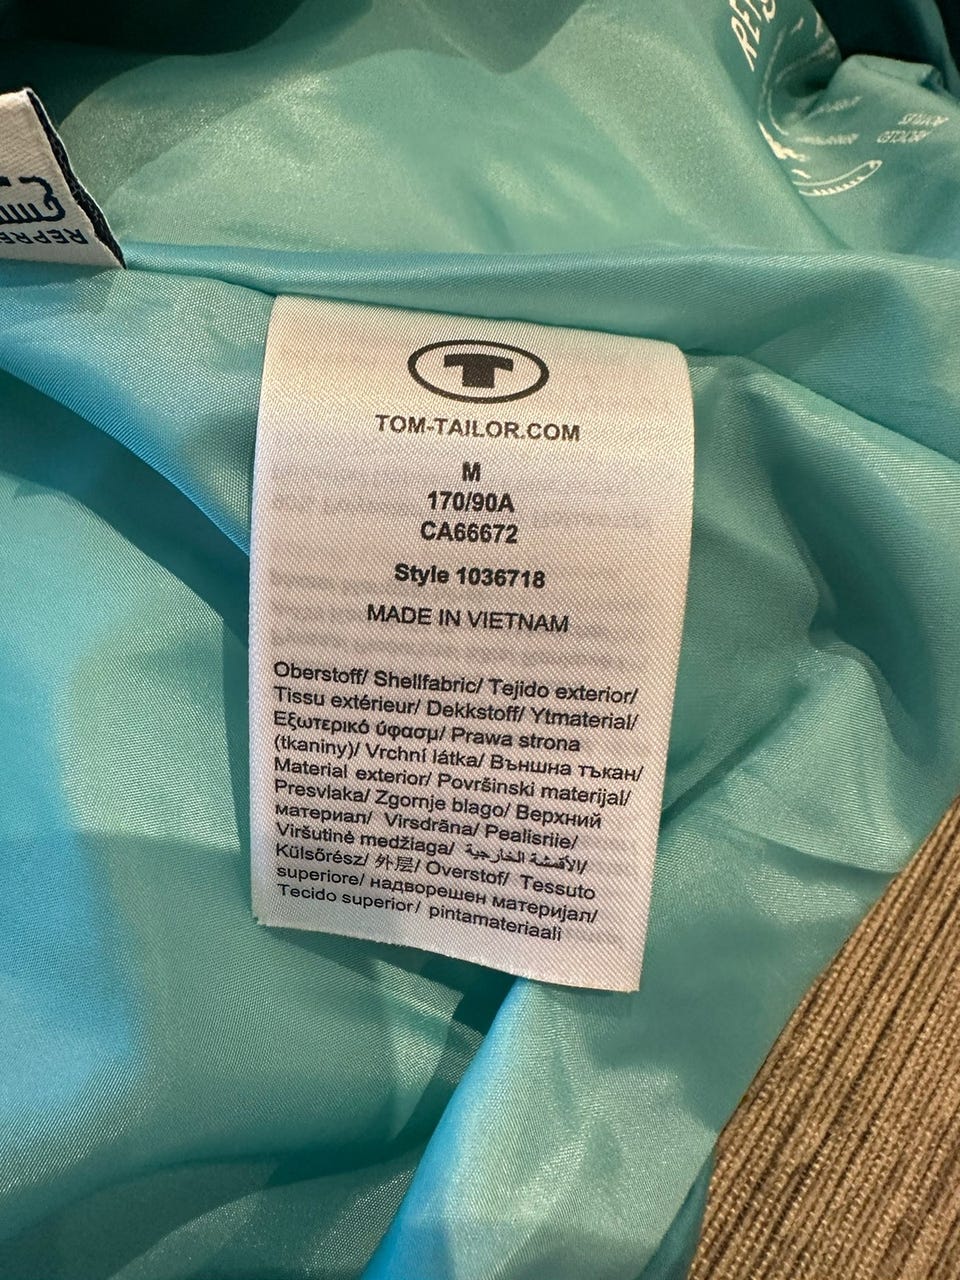 T
TOM-TAILOR.COM
M
170/90A
CA66672
Style 1036718
MADE IN VIETNAM
Oberstoff/ Shellfabric/ Tejido exterior/
Tissu extérieur/ Dekkstoff/ Ytmaterial/
Εξωτερικό ύφασμ/ Prawa strona
(tkaniny)/ Vrchní látka/ Външна тъкан/
Material exterior/ Površinski materijal/
Presvlaka/ Zgornje blago/ Верхний
материал/ Virsdrāna/ Pealisriie/
Viršutinė medžiaga/ الأقمشة الخارجية/
Külsőrész/ 外层/ Overstof/ Tessuto
superiore/ надворешен материјал/
Tecido superior/ pintamateriaali